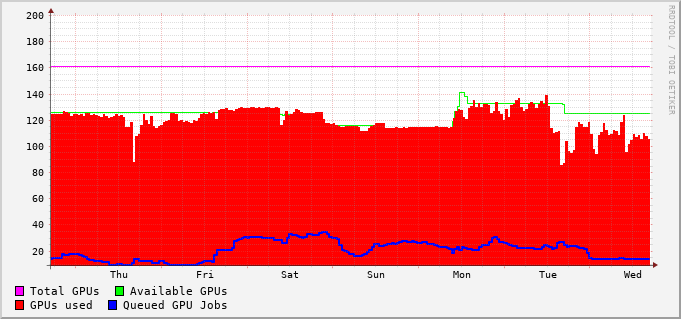 200
180
160
140
120
100
80
60
40
20
Thu Fri Sat Sun Mon Tue Wed
RRDTOOL / TOBI OETIKER
Total GPUs Available GPUs
GPUs used Queued GPU Jobs